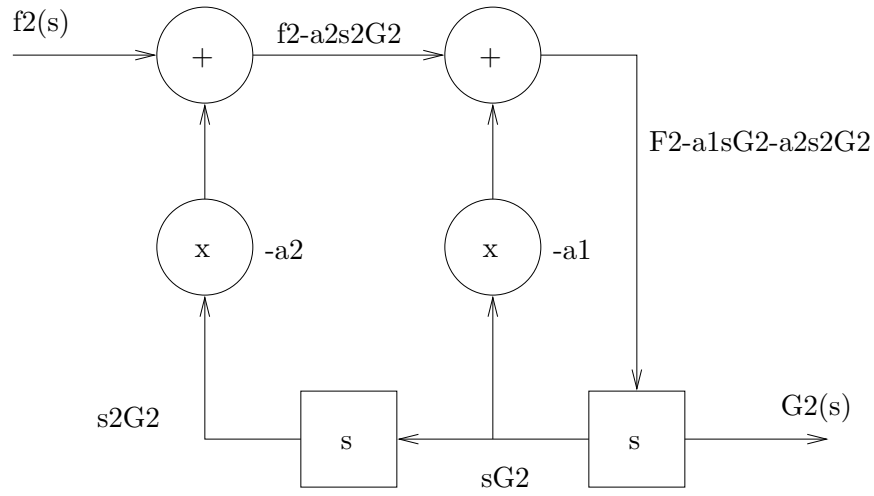 f2(s)
f2-a2s2G2
+
+
F2-a1sG2-a2s2G2
x
-a2
x
-a1
s2G2
G2(s)
s
s
sG2